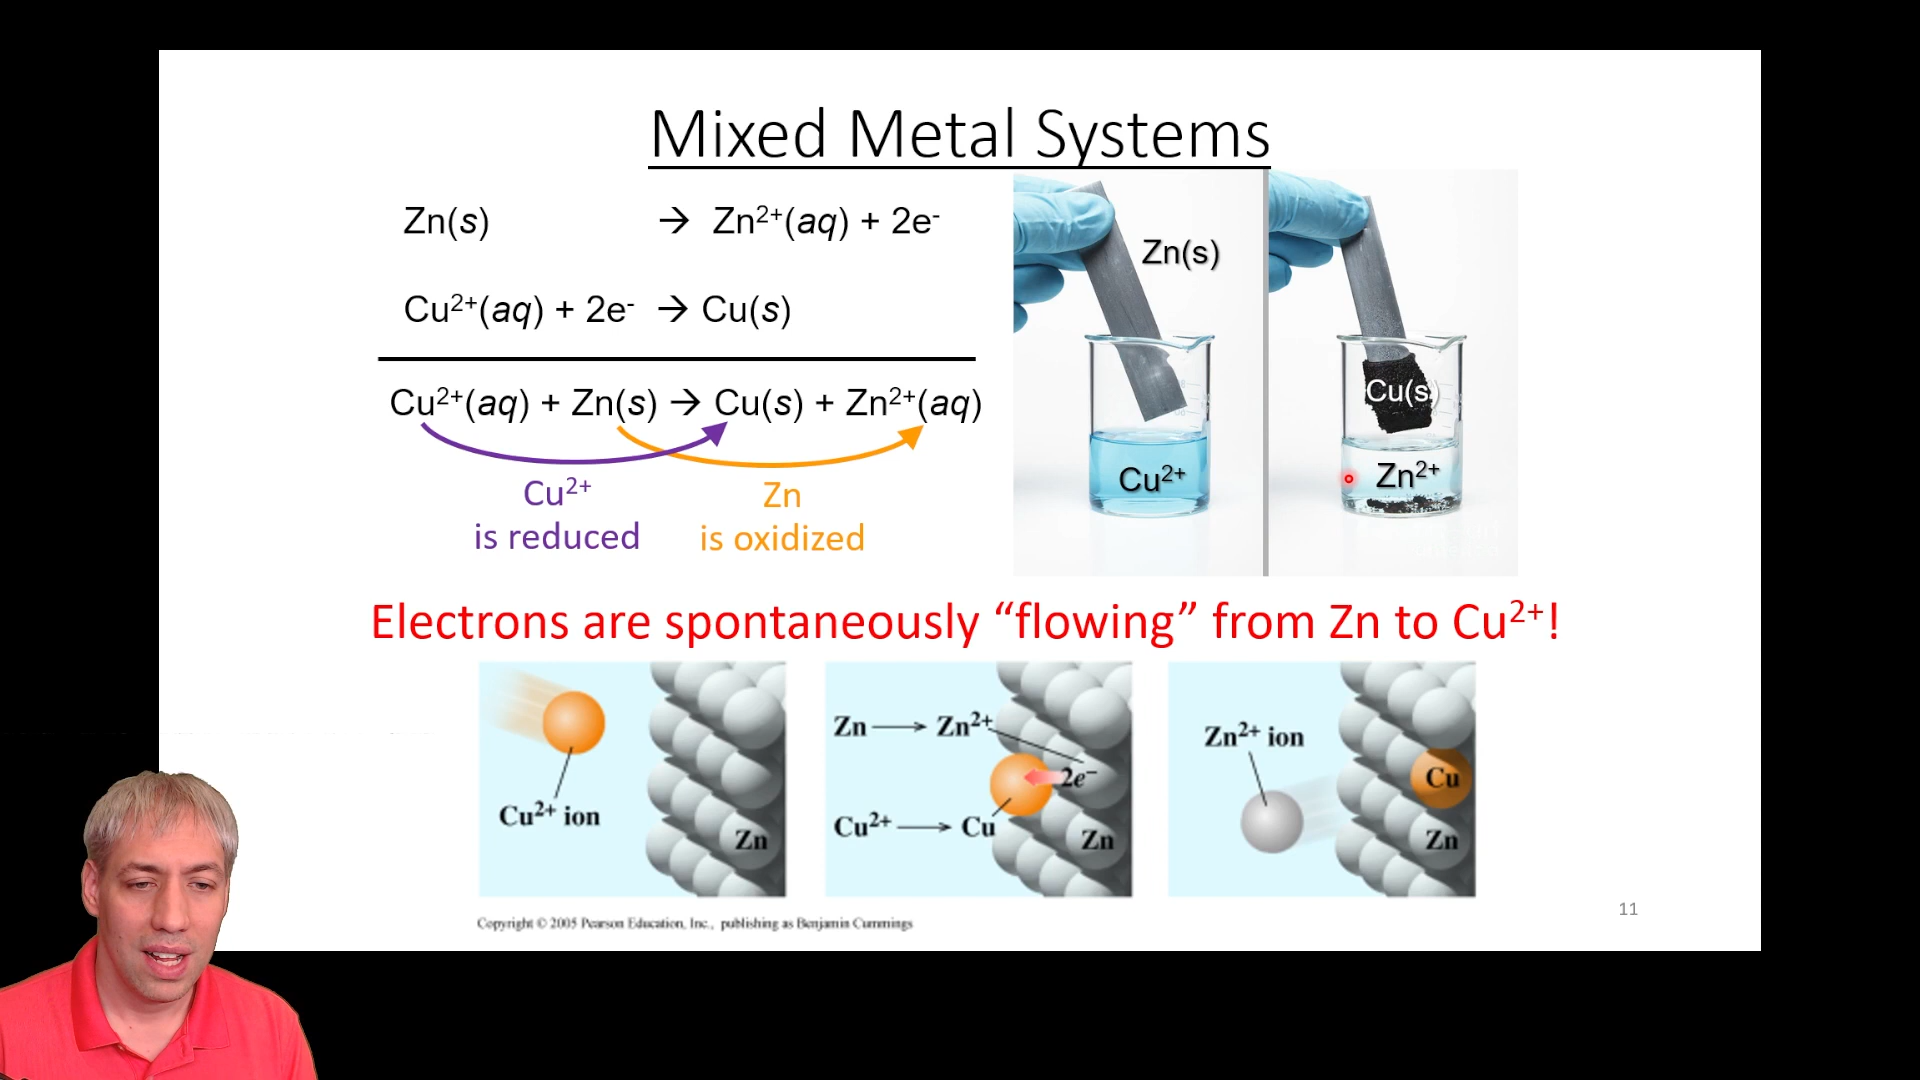 Mixed Metal Systems
Zn(s) → Zn²⁺(aq) + 2e⁻
Cu²⁺(aq) + 2e⁻ → Cu(s)
Cu²⁺(aq) + Zn(s) → Cu(s) + Zn²⁺(aq)
Cu²⁺
is reduced
Zn
is oxidized
Zn(s)
Cu²⁺
Cu(s)
Zn²⁺
Electrons are spontaneously “flowing” from Zn to Cu²⁺!
Cu²⁺ ion
Zn
Zn → Zn²⁺
2e⁻
Cu²⁺ → Cu
Zn
Zn²⁺ ion
Cu
Zn
Copyright © 2005 Pearson Education, Inc., publishing as Benjamin Cummings
11